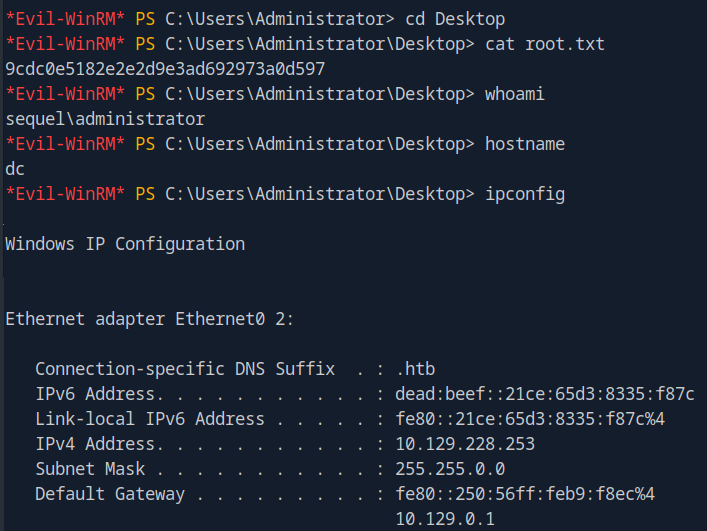 *Evil-WinRM* PS C:\Users\Administrator> cd Desktop
*Evil-WinRM* PS C:\Users\Administrator\Desktop> cat root.txt
9cdc0e5182e2e2d9e3ad692973a0d597
*Evil-WinRM* PS C:\Users\Administrator\Desktop> whoami
sequel\administrator
*Evil-WinRM* PS C:\Users\Administrator\Desktop> hostname
dc
*Evil-WinRM* PS C:\Users\Administrator\Desktop> ipconfig
Windows IP Configuration
Ethernet adapter Ethernet0 2:
Connection-specific DNS Suffix  . : .htb
IPv6 Address. . . . . . . . . . . : dead:beef::21ce:65d3:8335:f87c
Link-local IPv6 Address . . . . . : fe80::21ce:65d3:8335:f87c%4
IPv4 Address. . . . . . . . . . . : 10.129.228.253
Subnet Mask . . . . . . . . . . . : 255.255.0.0
Default Gateway . . . . . . . . . : fe80::250:56ff:feb9:f8ec%4
10.129.0.1